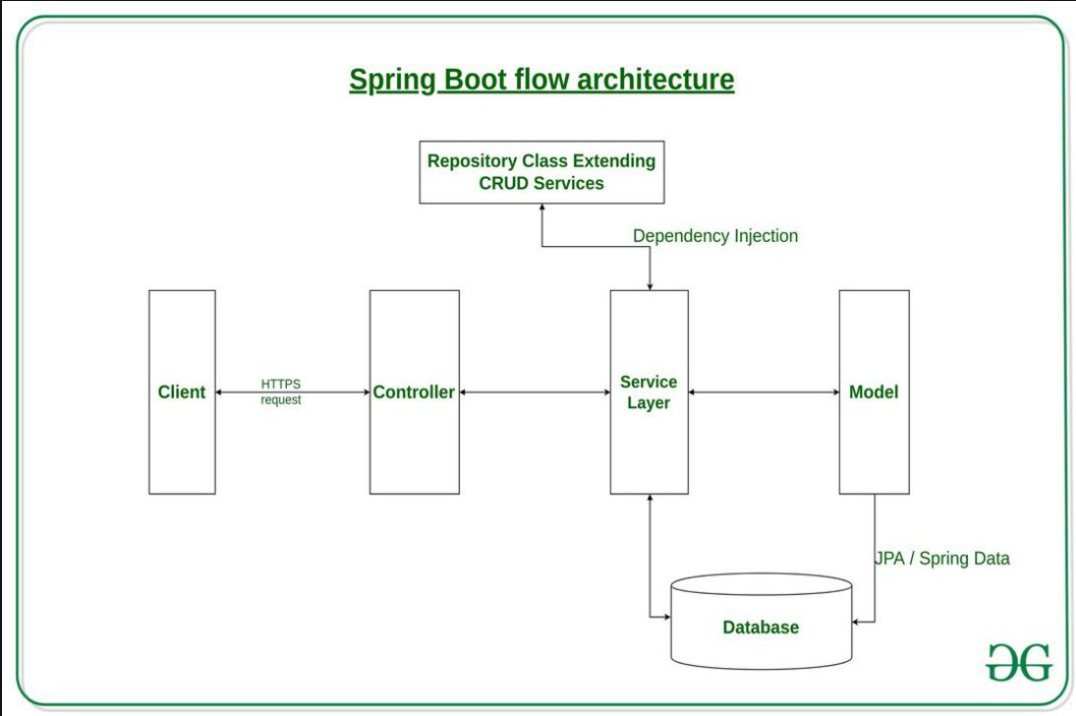 Spring Boot flow architecture
Repository Class Extending
CRUD Services
Dependency Injection
Client
HTTPS
request
Controller
Service
Layer
Model
JPA / Spring Data
Database